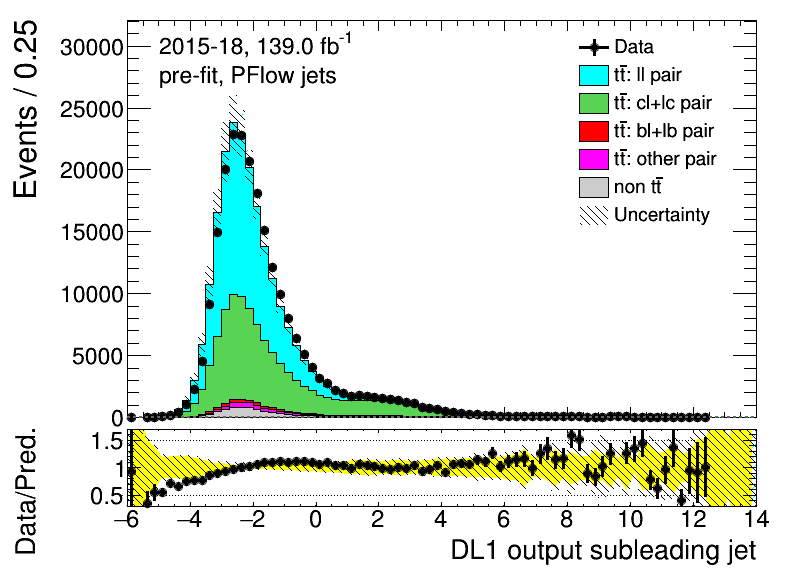 2015-18, 139.0 fb-1
pre-fit, PFlow jets
Data
tt̄: ll pair
tt̄: cl+lc pair
tt̄: bl+lb pair
tt̄: other pair
non tt̄
Uncertainty
Events / 0.25
30000
25000
20000
15000
10000
5000
0
Data/Pred.
1.5
1
0.5
−6 −4 −2 0 2 4 6 8 10 12 14
DL1 output subleading jet